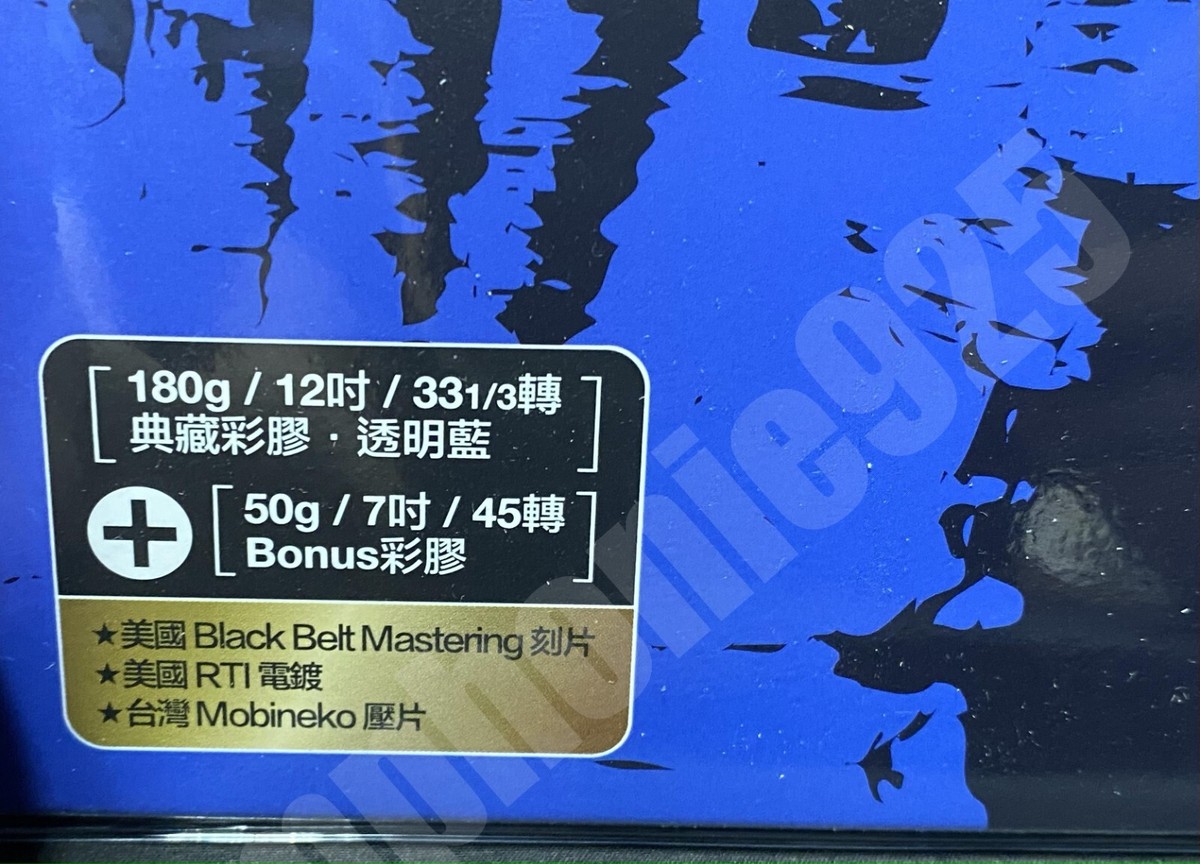 180g / 12吋 / 331/3轉
典藏彩膠・透明藍
50g / 7吋 / 45轉
Bonus彩膠
★美國 Black Belt Mastering 刻片
★美國 RTI 電鍍
★台灣 Mobineko 壓片